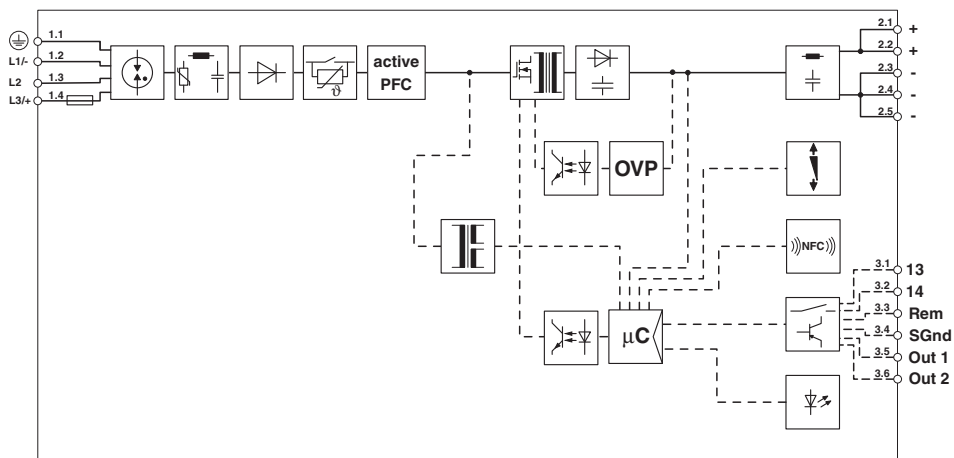 1.1
L1/- 1.2
L2 1.3
L3/+ 1.4
ϑ
active
PFC
2.1 +
2.2 +
2.3 -
2.4 -
2.5 -
OVP
NFC
µC
3.1 13
3.2 14
3.3 Rem
3.4 SGnd
3.5 Out 1
3.6 Out 2